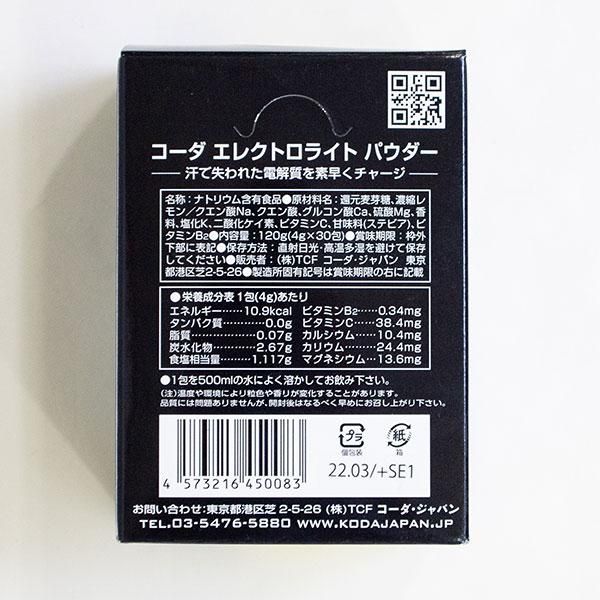 コーダ エレクトロライト パウダー
汗で失われた電解質を素早くチャージ
名称:ナトリウム含有食品●原材料名:還元麦芽糖、濃縮レ
モン/クエン酸Na、クエン酸、グルコン酸Ca、硫酸Mg、香
料、塩化K、二酸化ケイ素、ビタミンC、甘味料(ステビア)、ビ
タミンB2●内容量:120g(4g×30包)●賞味期限:枠外
下部に表記●保存方法:直射日光・高温多湿を避けて保存
してください●販売者:(株)TCF コーダ・ジャパン 東京
都港区芝2-5-26●製造所固有記号は賞味期限の右に記載
●栄養成分表 1包(4g)あたり
エネルギー……10.9kcal ビタミンB2……0.34mg
タンパク質……0.0g ビタミンC……38.4mg
脂質……0.07g カルシウム……10.4mg
炭水化物……2.67g カリウム……24.4mg
食塩相当量……1.117g マグネシウム……13.6mg
●1包を500mlの水によく溶かしてお飲み下さい。
(注)温度や環境により粒色や香りが変化することがあります。
品質には問題ありませんが、開封後はなるべく早めにお召し上がり下さい。
プラ 紙
個包装 箱
22.03/+SE1
4 573216 450083
お問い合わせ:東京都港区芝 2-5-26 (株)TCF コーダ・ジャパン
TEL.03-5476-5880 WWW.KODAJAPAN.JP